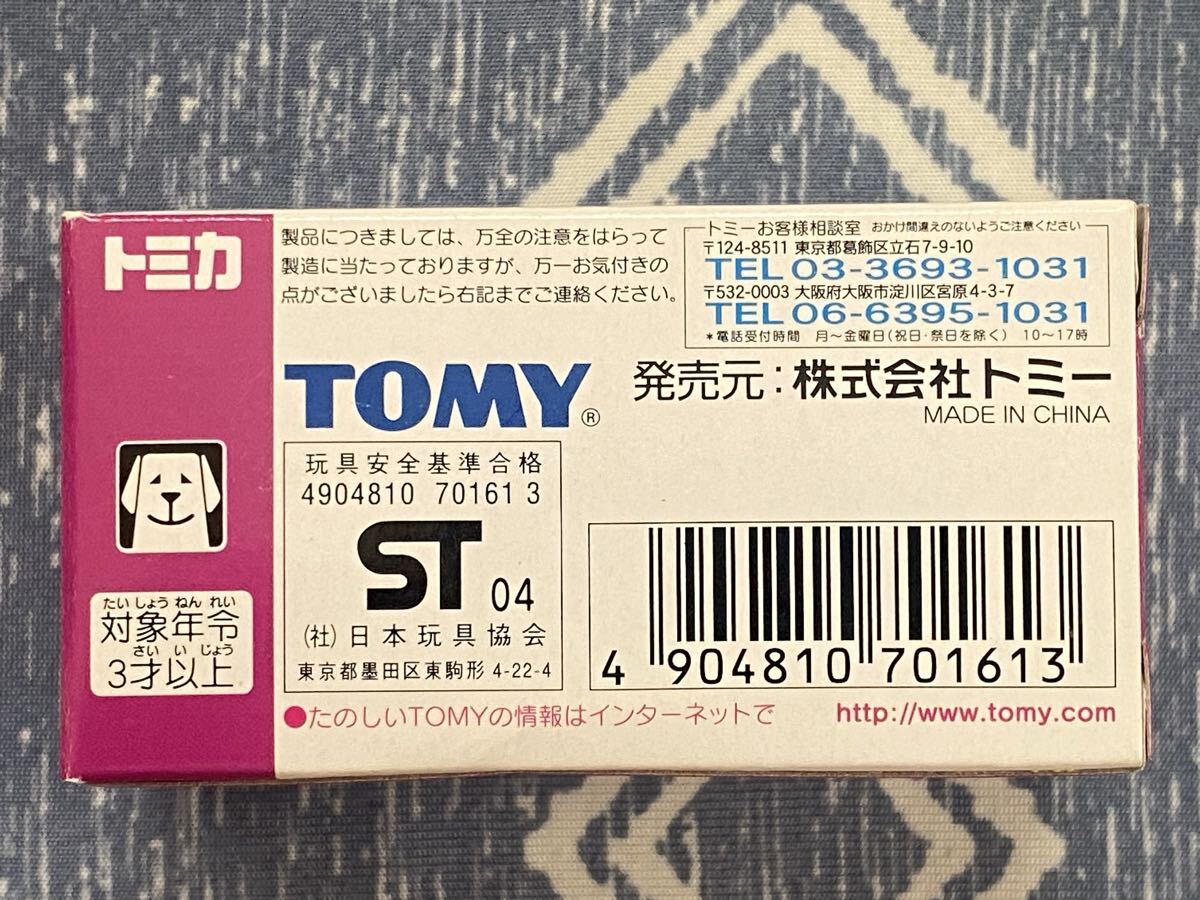 トミカ
製品につきましては、万全の注意をはらって
製造に当たっておりますが、万一お気付きの
点がございましたら右記までご連絡ください。
トミーお客様相談室 おかけ間違えのないようご注意ください
〒124-8511 東京都葛飾区立石7-9-10
TEL 03-3693-1031
〒532-0003 大阪府大阪市淀川区宮原4-3-7
TEL 06-6395-1031
*電話受付時間 月〜金曜日(祝日・祭日を除く) 10〜17時
TOMY®
発売元:株式会社トミー
MADE IN CHINA
玩具安全基準合格
4904810 70161 3
ST 04
(社)日本玩具協会
東京都墨田区東駒形 4-22-4
4 904810 701613
たいしょうねんれい
対象年令
さいいじょう
3才以上
●たのしいTOMYの情報はインターネットで http://www.tomy.com